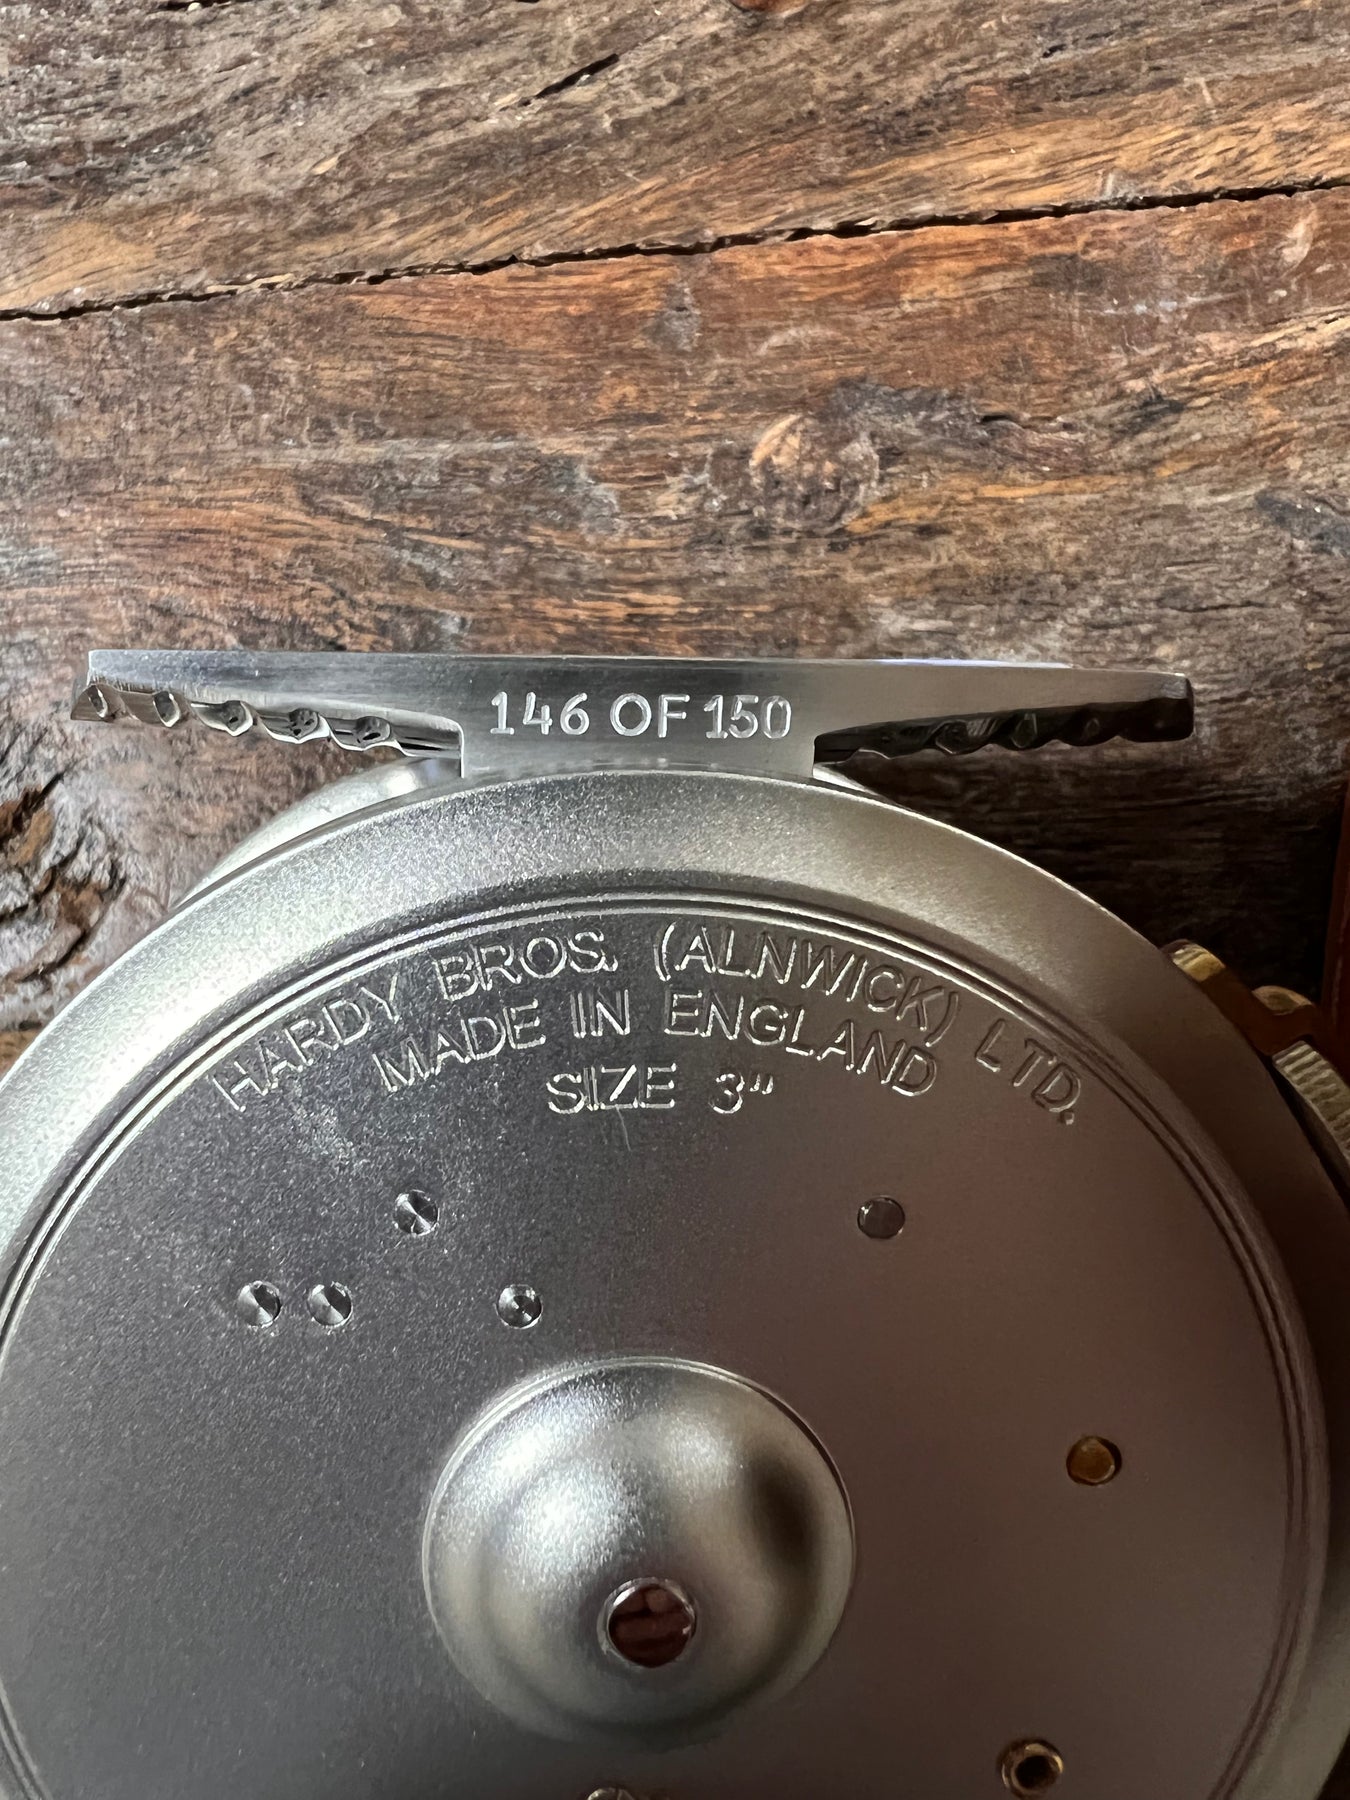 146 OF 150
HARDY BROS. (ALNWICK) LTD.
MADE IN ENGLAND
SIZE 3"